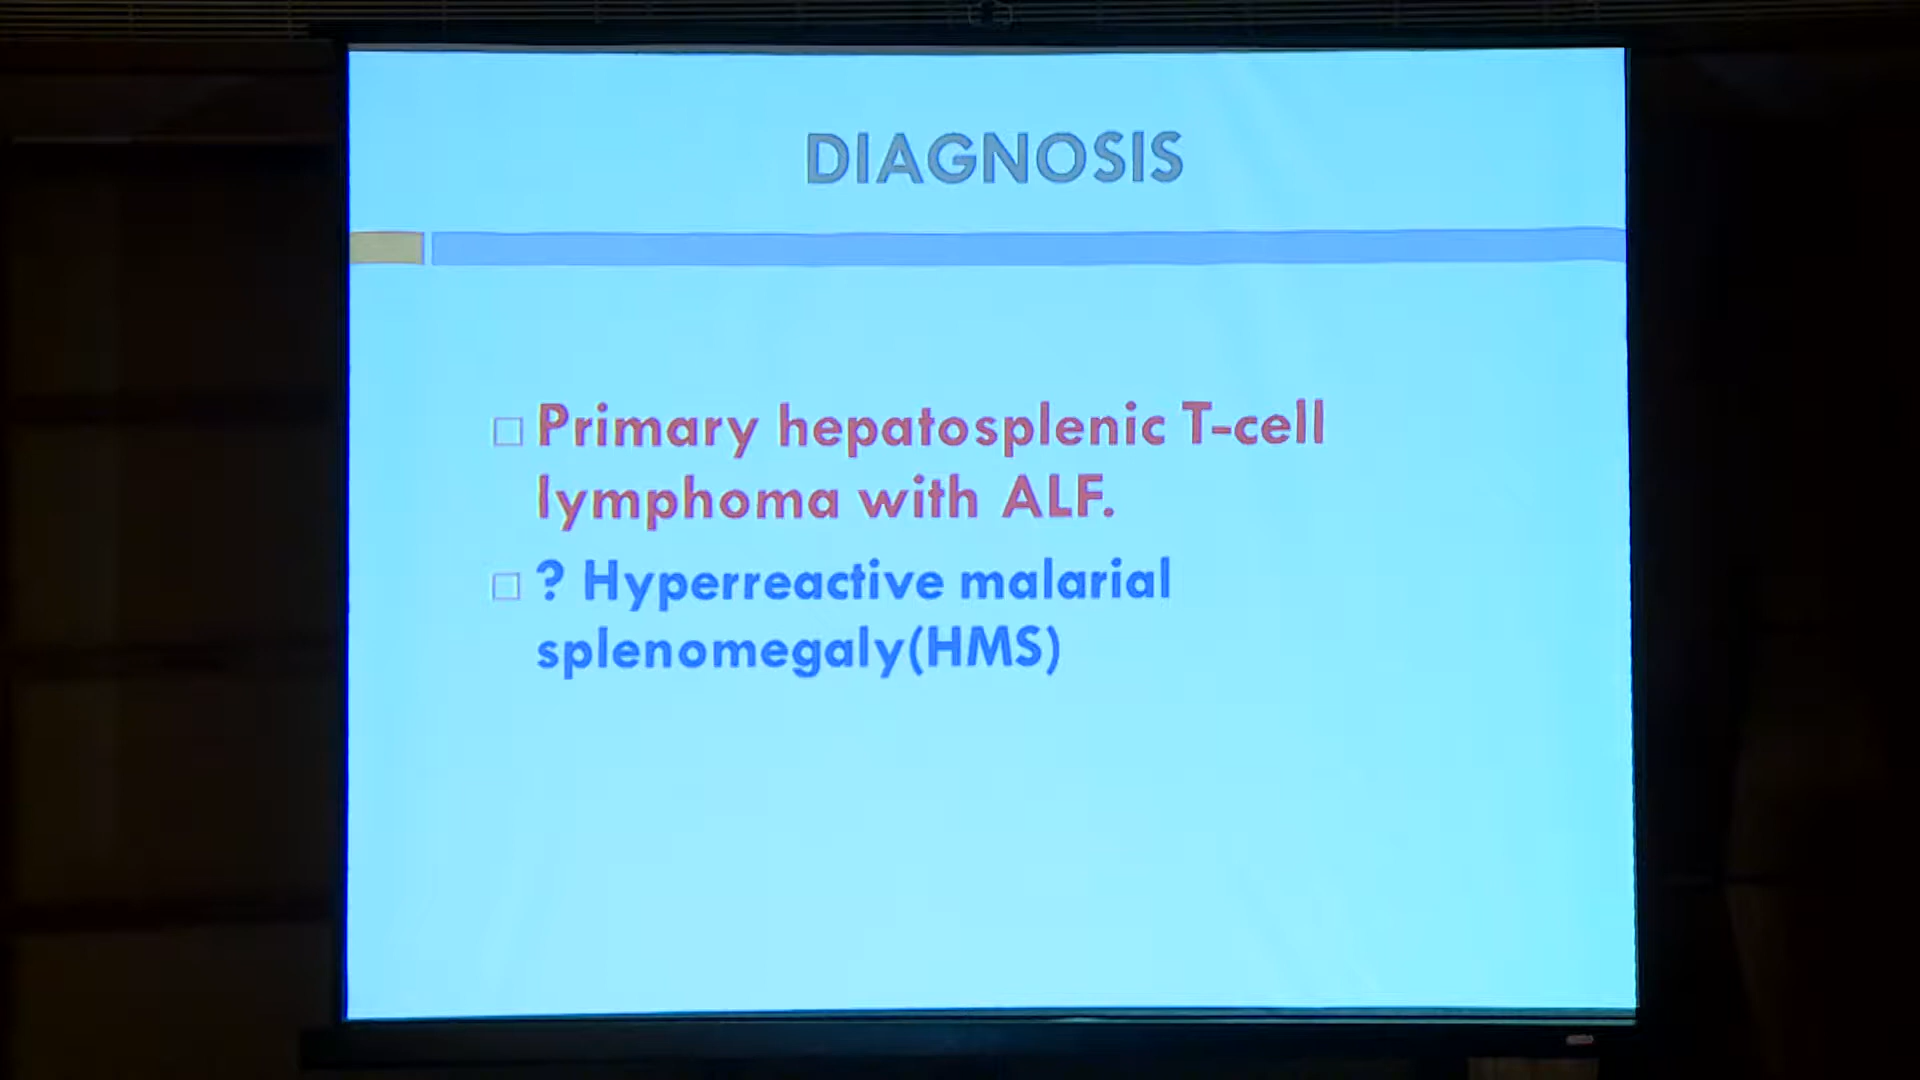 DIAGNOSIS
Primary hepatosplenic T-cell
lymphoma with ALF.
? Hyperreactive malarial
splenomegaly(HMS)